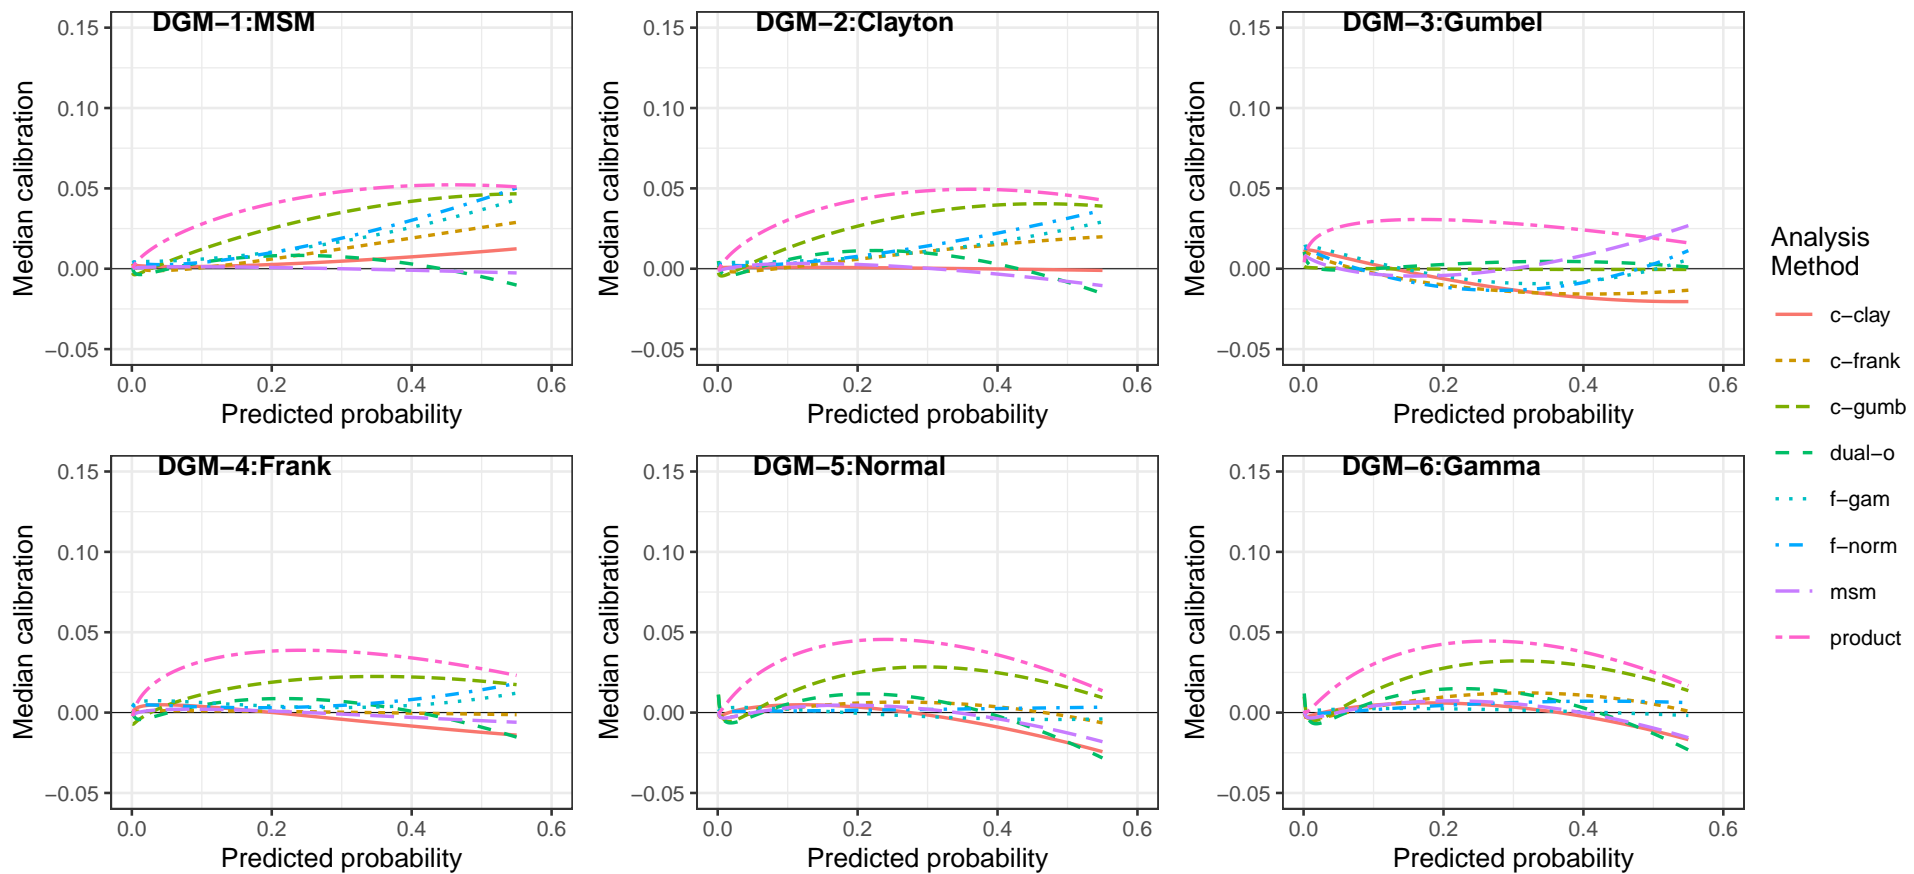 DGM−1:MSM
0.15
0.10
0.05
0.00
−0.05
Median calibration
0.0 0.2 0.4 0.6
Predicted probability
DGM−2:Clayton
0.15
0.10
0.05
0.00
−0.05
Median calibration
0.0 0.2 0.4 0.6
Predicted probability
DGM−3:Gumbel
0.15
0.10
0.05
0.00
−0.05
Median calibration
0.0 0.2 0.4 0.6
Predicted probability
DGM−4:Frank
0.15
0.10
0.05
0.00
−0.05
Median calibration
0.0 0.2 0.4 0.6
Predicted probability
DGM−5:Normal
0.15
0.10
0.05
0.00
−0.05
Median calibration
0.0 0.2 0.4 0.6
Predicted probability
DGM−6:Gamma
0.15
0.10
0.05
0.00
−0.05
Median calibration
0.0 0.2 0.4 0.6
Predicted probability
Analysis
Method
c−clay
c−frank
c−gumb
dual−o
f−gam
f−norm
msm
product